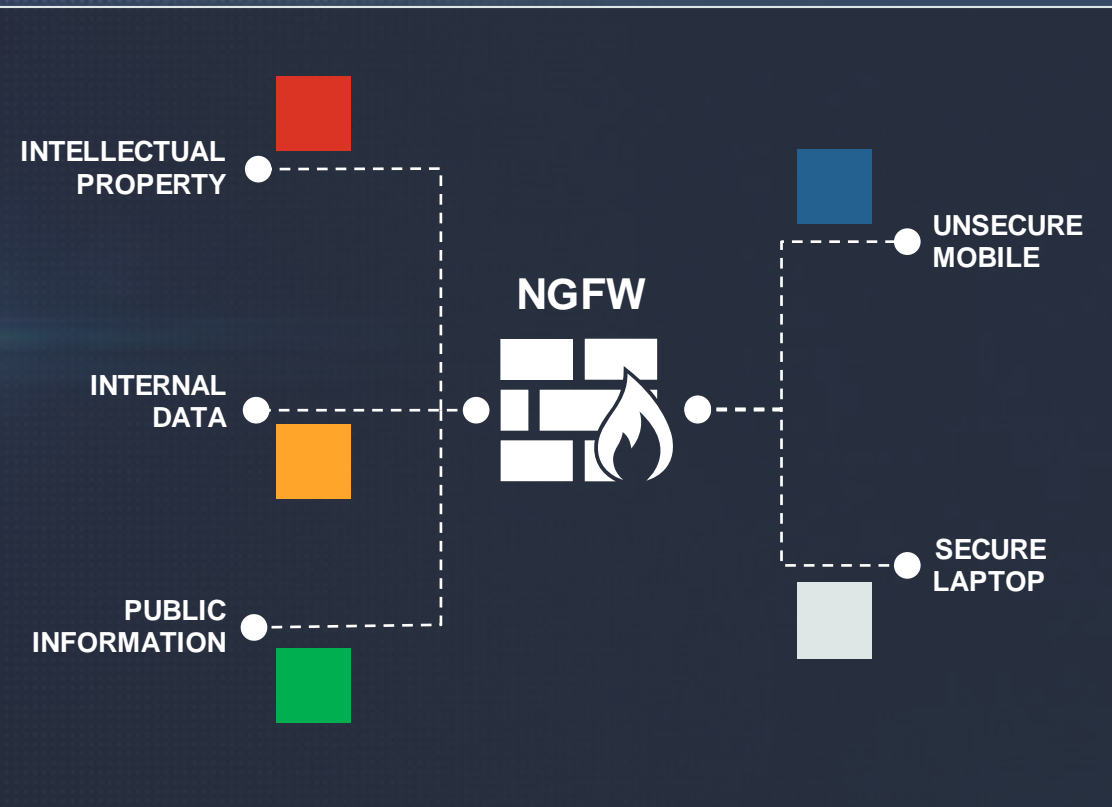 INTELLECTUAL
PROPERTY
INTERNAL
DATA
PUBLIC
INFORMATION
NGFW
UNSECURE
MOBILE
SECURE
LAPTOP